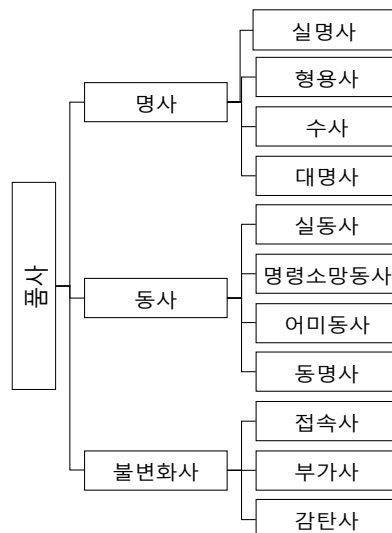 품사
명사
실명사
형용사
수사
대명사
동사
실동사
명령소망동사
어미동사
동명사
불변화사
접속사
부가사
감탄사